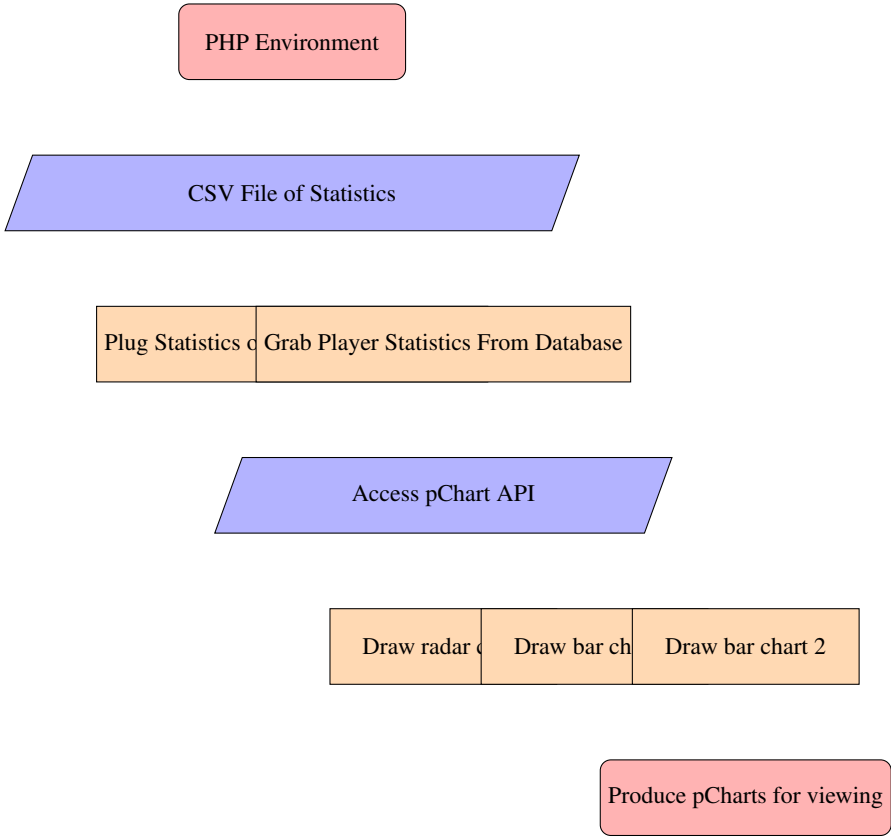 PHP Environment
CSV File of Statistics
Plug Statistics
Grab Player Statistics From Database
Access pChart API
Draw radar
Draw bar
Draw bar chart 2
Produce pCharts for viewing